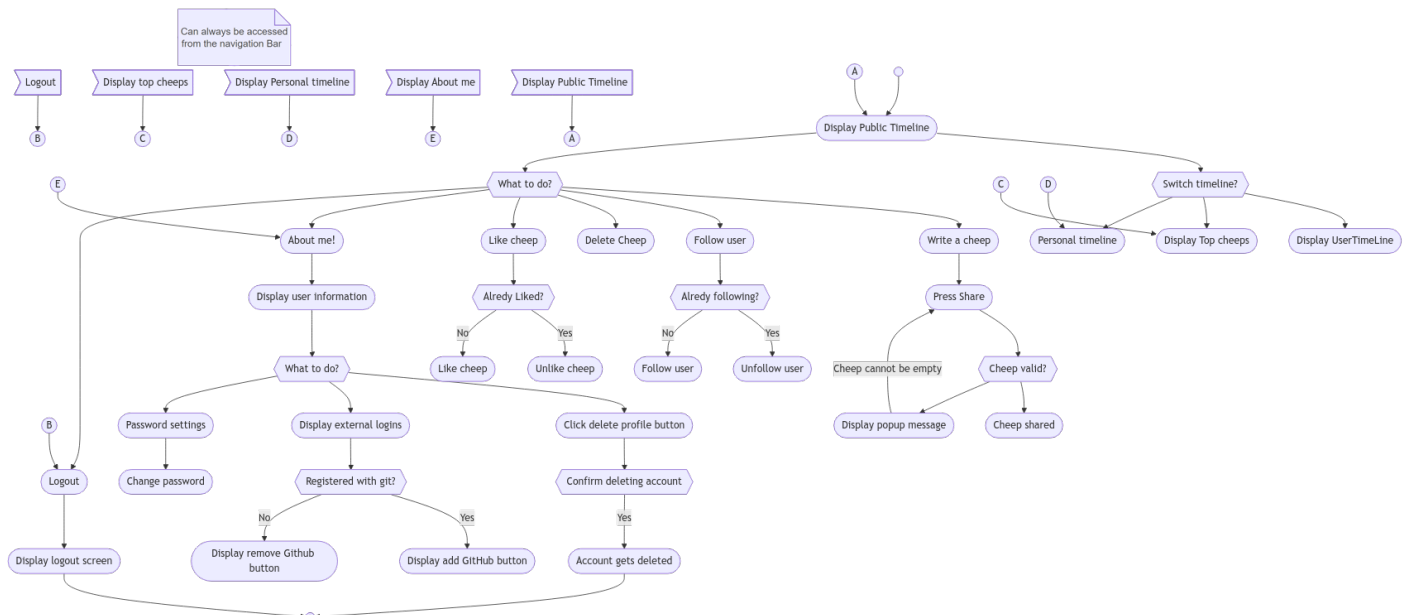 Can always be accessed
from the navigation Bar
Logout
Display top cheeps
Display Personal timeline
Display About me
Display Public Timeline
A
B
C
D
E
A
Display Public Timeline
E
What to do?
C
D
Switch timeline?
About me!
Like cheep
Delete Cheep
Follow user
Write a cheep
Personal timeline
Display Top cheeps
Display UserTimeLine
Display user information
Alredy Liked?
Alredy following?
Press Share
No
Yes
No
Yes
What to do?
Like cheep
Unlike cheep
Follow user
Unfollow user
Cheep cannot be empty
Cheep valid?
B
Password settings
Display external logins
Click delete profile button
Display popup message
Cheep shared
Logout
Change password
Registered with git?
Confirm deleting account
No
Yes
Yes
Display logout screen
Display remove Github
button
Display add GitHub button
Account gets deleted